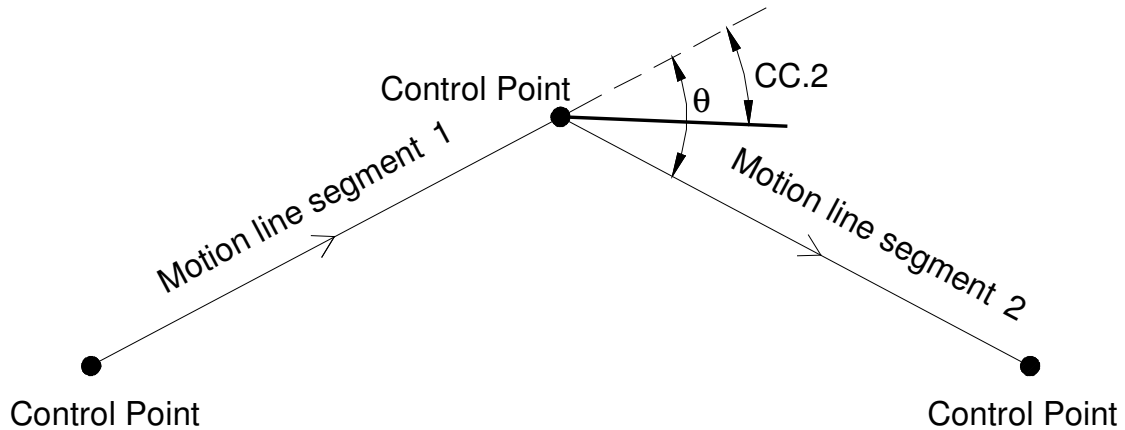 CC.2
Control Point
θ
Motion line segment 1
Motion line segment 2
Control Point
Control Point